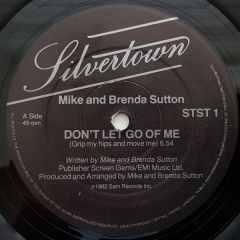 Silvertown
Mike and Brenda Sutton
A Side
45 rpm
STST 1
DON'T LET GO OF ME
(Grip my hips and move me) 6.54
Written by Mike and Brenda Sutton
Publisher Screen Gems/EMI Music Ltd.
Produced and Arranged by Mike and Brenda Sutton
℗1982 Sam Records Inc.